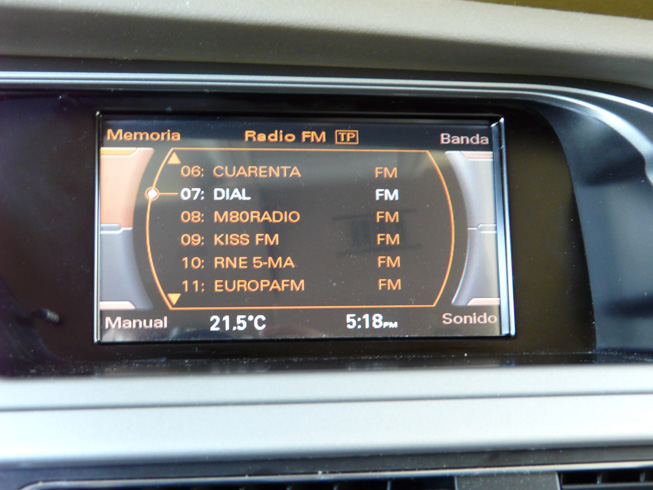 Memoria Radio FM TP Banda
06: CUARENTA FM
07: DIAL FM
08: M80RADIO FM
09: KISS FM FM
10: RNE 5-MA FM
11: EUROPAFM FM
Manual 21.5°C 5:18PM Sonido